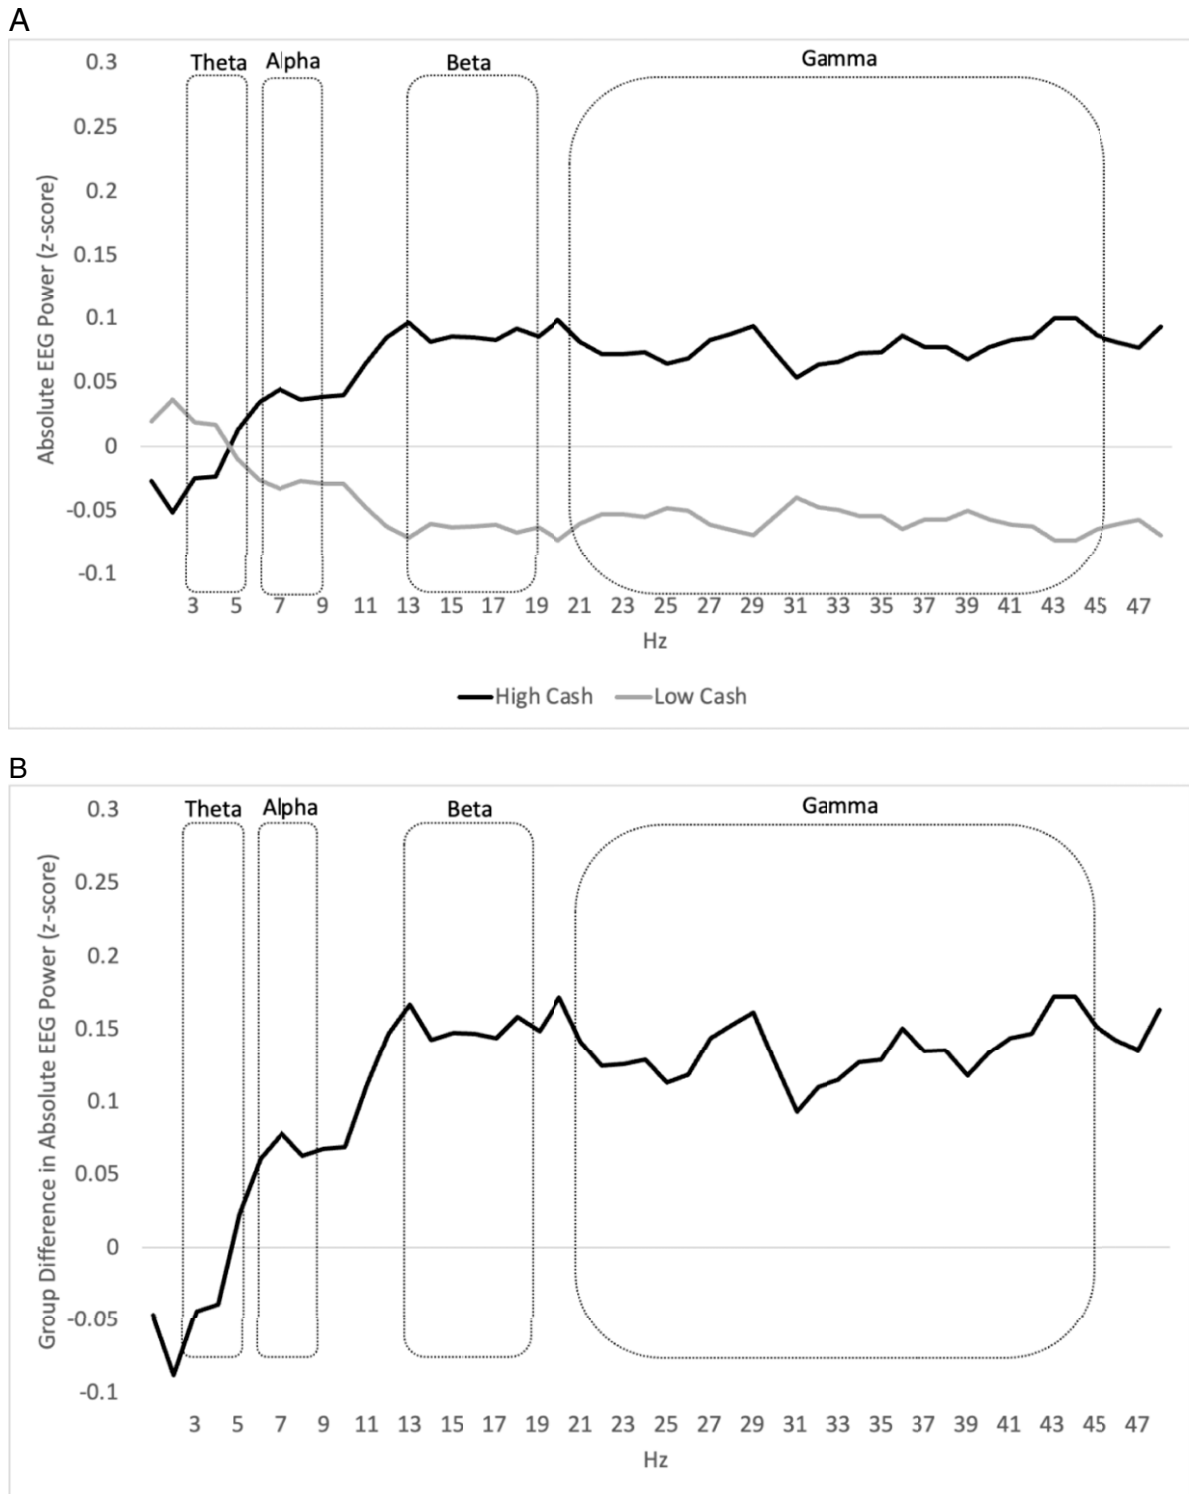 A
Theta Alpha Beta Gamma
0.3
0.25
0.2
0.15
0.1
0.05
0
-0.05
-0.1
Absolute EEG Power (z-score)
3 5 7 9 11 13 15 17 19 21 23 25 27 29 31 33 35 37 39 41 43 45 47
Hz
High Cash Low Cash
B
Theta Alpha Beta Gamma
0.3
0.25
0.2
0.15
0.1
0.05
0
-0.05
-0.1
Group Difference in Absolute EEG Power (z-score)
3 5 7 9 11 13 15 17 19 21 23 25 27 29 31 33 35 37 39 41 43 45 47
Hz